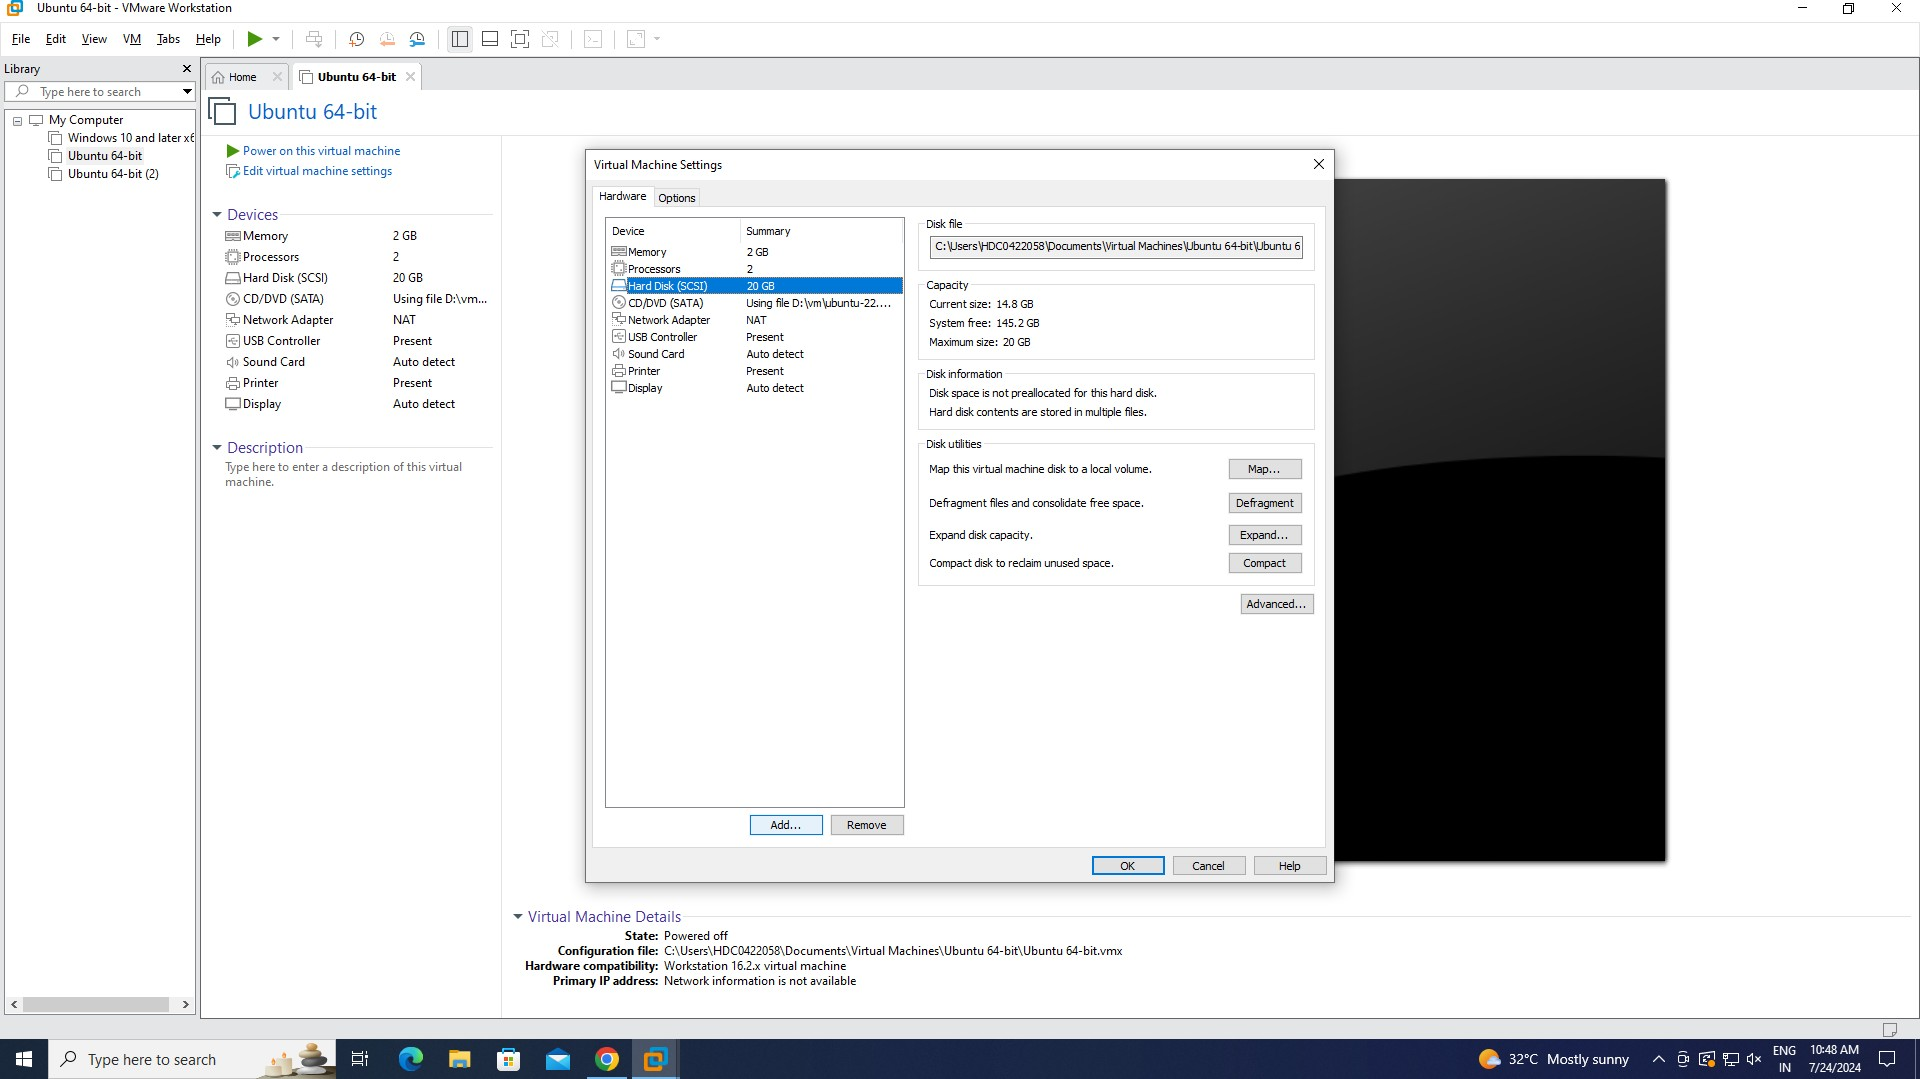 Ubuntu 64-bit - VMware Workstation
File Edit View VM Tabs Help
Library
Type here to search
My Computer
Windows 10 and later x6
Ubuntu 64-bit
Ubuntu 64-bit (2)
Home
Ubuntu 64-bit
Ubuntu 64-bit
Power on this virtual machine
Edit virtual machine settings
Devices
Memory 2 GB
Processors 2
Hard Disk (SCSI) 20 GB
CD/DVD (SATA) Using file D:\vm...
Network Adapter NAT
USB Controller Present
Sound Card Auto detect
Printer Present
Display Auto detect
Description
Type here to enter a description of this virtual
machine.
Virtual Machine Settings
Hardware Options
Device Summary
Memory 2 GB
Processors 2
Hard Disk (SCSI) 20 GB
CD/DVD (SATA) Using file D:\vm\ubuntu-22....
Network Adapter NAT
USB Controller Present
Sound Card Auto detect
Printer Present
Display Auto detect
Add... Remove
Disk file
C:\Users\HDC0422058\Documents\Virtual Machines\Ubuntu 64-bit\Ubuntu 6
Capacity
Current size: 14.8 GB
System free: 145.2 GB
Maximum size: 20 GB
Disk information
Disk space is not preallocated for this hard disk.
Hard disk contents are stored in multiple files.
Disk utilities
Map this virtual machine disk to a local volume. Map...
Defragment files and consolidate free space. Defragment
Expand disk capacity. Expand...
Compact disk to reclaim unused space. Compact
Advanced...
OK Cancel Help
Virtual Machine Details
State: Powered off
Configuration file: C:\Users\HDC0422058\Documents\Virtual Machines\Ubuntu 64-bit\Ubuntu 64-bit.vmx
Hardware compatibility: Workstation 16.2.x virtual machine
Primary IP address: Network information is not available
Type here to search
32°C Mostly sunny
ENG
IN
10:48 AM
7/24/2024